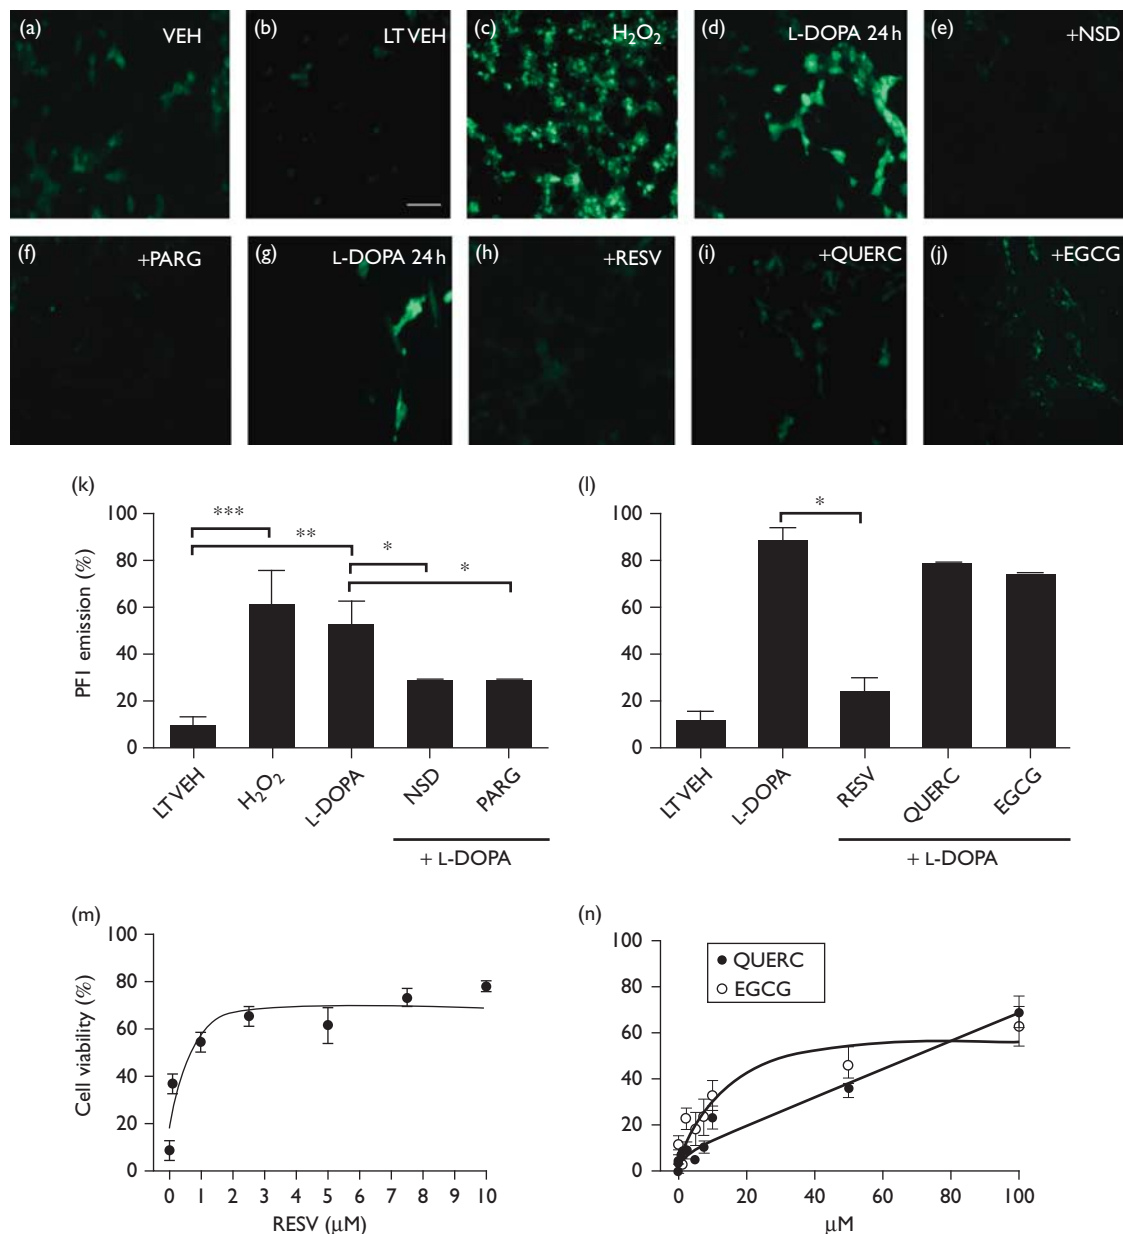 (a) VEH
(b) LT VEH
(c) H₂O₂
(d) L-DOPA 24 h
(e) +NSD
(f) +PARG
(g) L-DOPA 24 h
(h) +RESV
(i) +QUERC
(j) +EGCG
(k)
PF1 emission (%)
100
80
60
40
20
0
***
**
*
*
LT VEH
H₂O₂
L-DOPA
NSD
PARG
+ L-DOPA
(l)
100
80
60
40
20
0
*
LT VEH
L-DOPA
RESV
QUERC
EGCG
+ L-DOPA
(m)
Cell viability (%)
100
80
60
40
20
0
0 1 2 3 4 5 6 7 8 9 10
RESV (μM)
(n)
100
80
60
40
20
0
QUERC
EGCG
0 20 40 60 80 100
μM